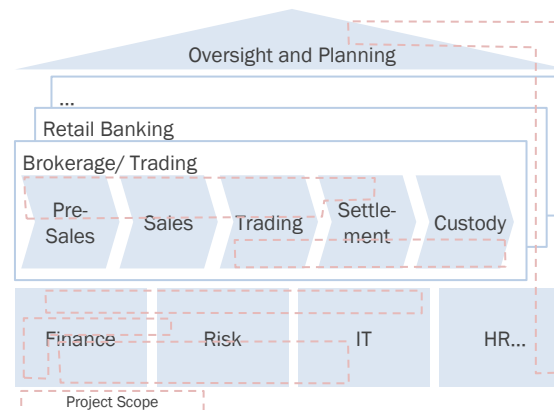 Oversight and Planning
...
Retail Banking
Brokerage/ Trading
Pre-
Sales
Sales
Trading
Settle-
ment
Custody
Finance
Risk
IT
HR...
Project Scope